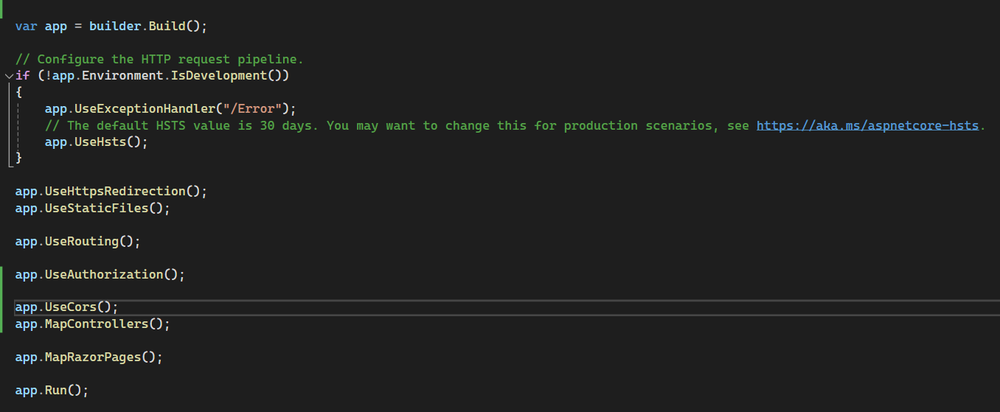 var app = builder.Build();
// Configure the HTTP request pipeline.
if (!app.Environment.IsDevelopment())
{
    app.UseExceptionHandler("/Error");
    // The default HSTS value is 30 days. You may want to change this for production scenarios, see https://aka.ms/aspnetcore-hsts.
    app.UseHsts();
}
app.UseHttpsRedirection();
app.UseStaticFiles();
app.UseRouting();
app.UseAuthorization();
app.UseCors();
app.MapControllers();
app.MapRazorPages();
app.Run();